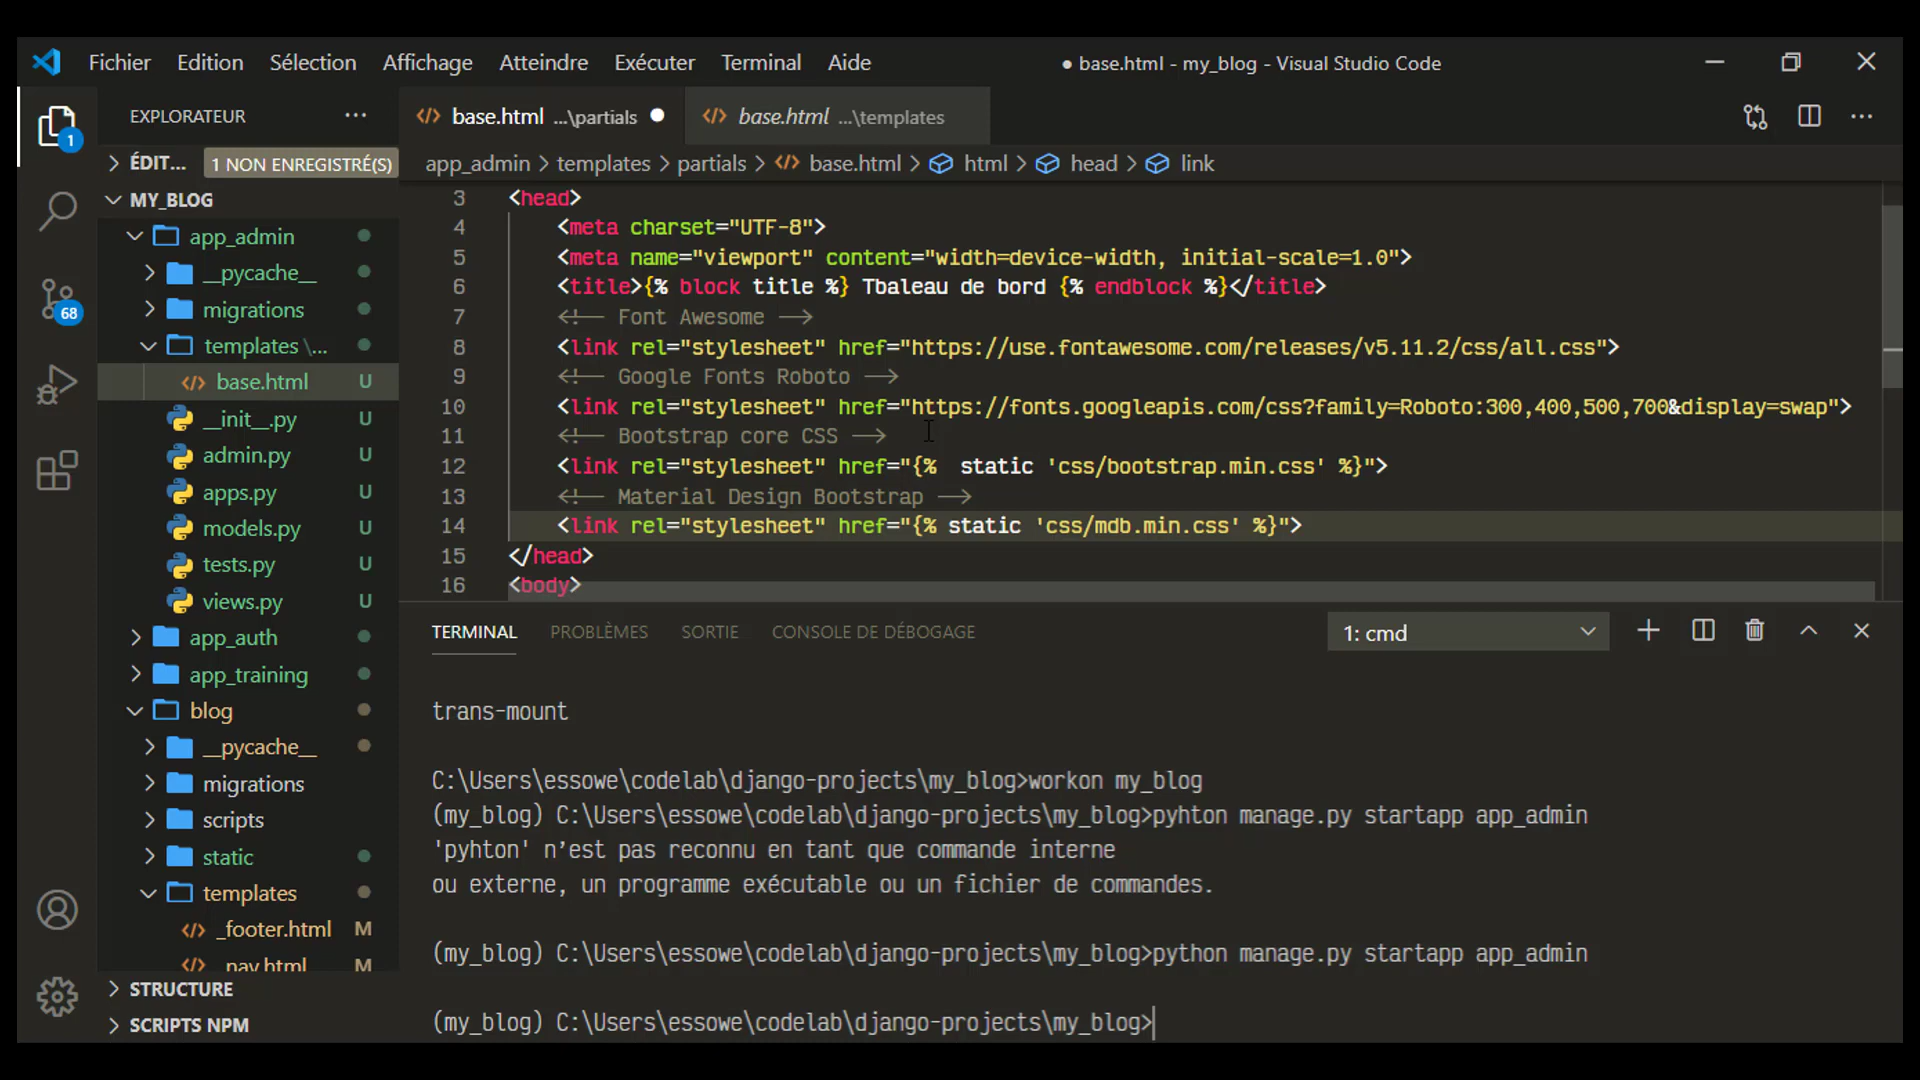 Fichier Edition Sélection Affichage Atteindre Exécuter Terminal Aide ● base.html - my_blog - Visual Studio Code
EXPLORATEUR ···
base.html ...\partials
base.html ...\templates
ÉDIT... 1 NON ENREGISTRÉ(S)
app_admin > templates > partials > base.html > html > head > link
MY_BLOG
app_admin
__pycache__
migrations
templates \...
base.html U
__init__.py U
admin.py U
apps.py U
models.py U
tests.py U
views.py U
app_auth
app_training
blog
__pycache__
migrations
scripts
static
templates
_footer.html M
_nav.html M
STRUCTURE
SCRIPTS NPM
1
68
3 <head>
4 <meta charset="UTF-8">
5 <meta name="viewport" content="width=device-width, initial-scale=1.0">
6 <title>{% block title %} Tbaleau de bord {% endblock %}</title>
7 <!-- Font Awesome -->
8 <link rel="stylesheet" href="https://use.fontawesome.com/releases/v5.11.2/css/all.css">
9 <!-- Google Fonts Roboto -->
10 <link rel="stylesheet" href="https://fonts.googleapis.com/css?family=Roboto:300,400,500,700&display=swap">
11 <!-- Bootstrap core CSS -->
12 <link rel="stylesheet" href="{%  static 'css/bootstrap.min.css' %}">
13 <!-- Material Design Bootstrap -->
14 <link rel="stylesheet" href="{% static 'css/mdb.min.css' %}">
15 </head>
16 <body>
TERMINAL PROBLÈMES SORTIE CONSOLE DE DÉBOGAGE 1: cmd
trans-mount
C:\Users\essowe\codelab\django-projects\my_blog>workon my_blog
(my_blog) C:\Users\essowe\codelab\django-projects\my_blog>pyhton manage.py startapp app_admin
'pyhton' n’est pas reconnu en tant que commande interne
ou externe, un programme exécutable ou un fichier de commandes.
(my_blog) C:\Users\essowe\codelab\django-projects\my_blog>python manage.py startapp app_admin
(my_blog) C:\Users\essowe\codelab\django-projects\my_blog>